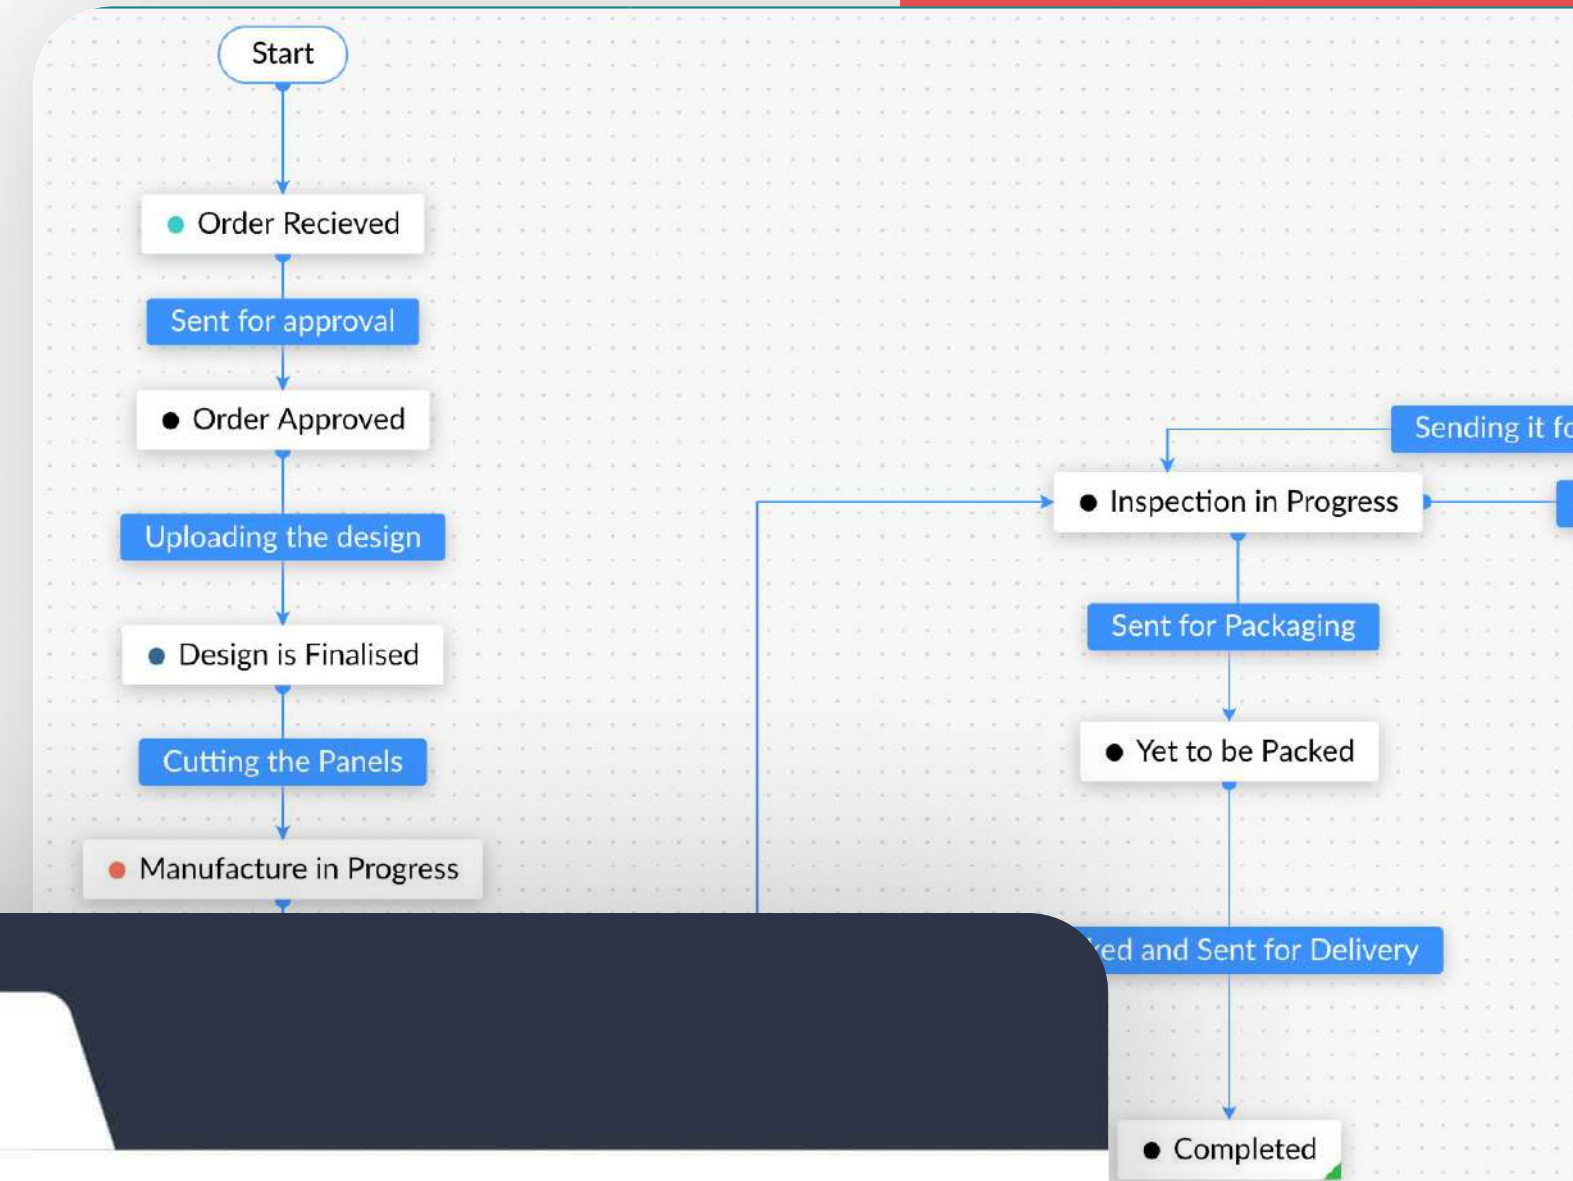 Start
Order Recieved
Sent for approval
Order Approved
Uploading the design
Design is Finalised
Cutting the Panels
Manufacture in Progress
Sending it
Inspection in Progress
Sent for Packaging
Yet to be Packed
and Sent for Delivery
Completed